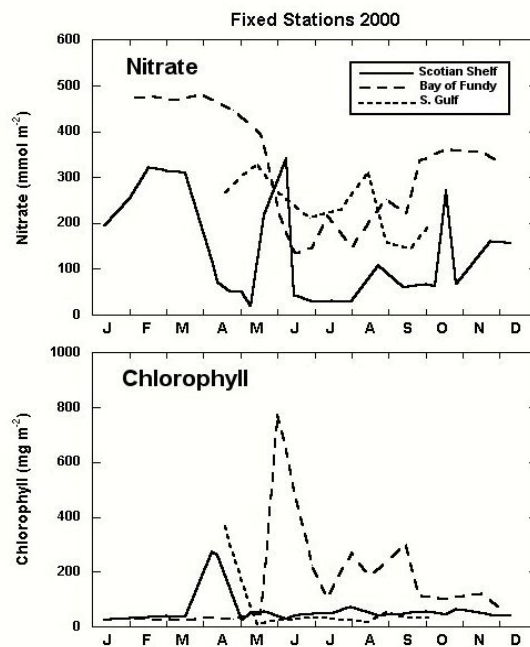 Fixed Stations 2000
600
500
400
300
200
100
0
Nitrate (mmol m-2)
Nitrate
Scotian Shelf
Bay of Fundy
S. Gulf
J F M A M J J A S O N D
1000
800
600
400
200
0
Chlorophyll (mg m-2)
Chlorophyll
J F M A M J J A S O N D